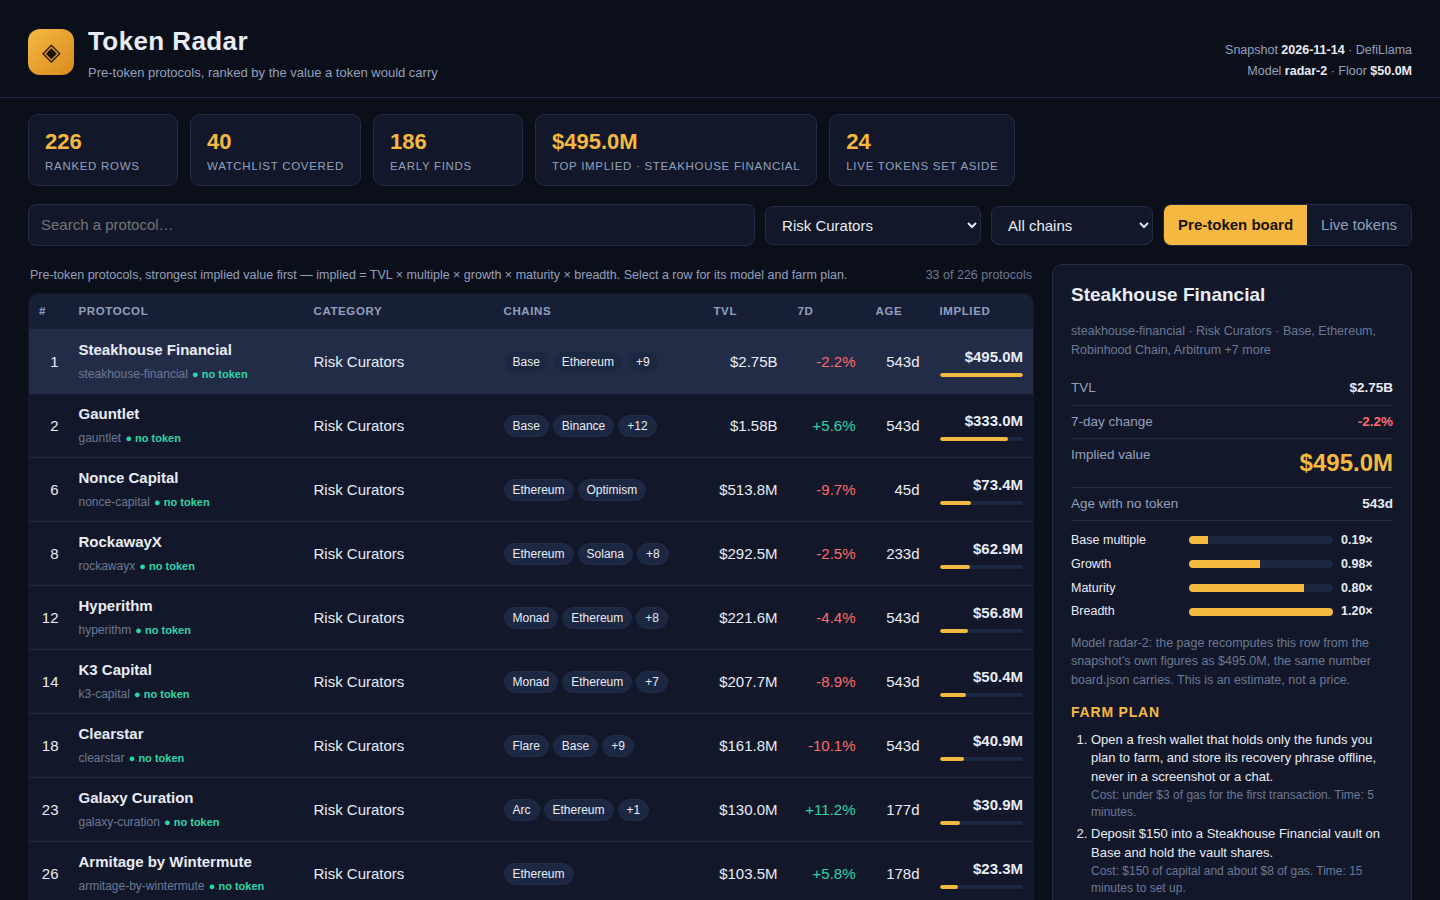 Token Radar
Pre-token protocols, ranked by the value a token would carry
Snapshot 2026-11-14 · DefiLlama
Model radar-2 · Floor $50.0M
226
RANKED ROWS
40
WATCHLIST COVERED
186
EARLY FINDS
$495.0M
TOP IMPLIED · STEAKHOUSE FINANCIAL
24
LIVE TOKENS SET ASIDE
Search a protocol…
Risk Curators
All chains
Pre-token board
Live tokens
Pre-token protocols, strongest implied value first — implied = TVL × multiple × growth × maturity × breadth. Select a row for its model and farm plan.
33 of 226 protocols
# PROTOCOL CATEGORY CHAINS TVL 7D AGE IMPLIED
1 Steakhouse Financial Risk Curators Base Ethereum +9 $2.75B -2.2% 543d $495.0M
steakhouse-financial ● no token
2 Gauntlet Risk Curators Base Binance +12 $1.58B +5.6% 543d $333.0M
gauntlet ● no token
6 Nonce Capital Risk Curators Ethereum Optimism $513.8M -9.7% 45d $73.4M
nonce-capital ● no token
8 RockawayX Risk Curators Ethereum Solana +8 $292.5M -2.5% 233d $62.9M
rockawayx ● no token
12 Hyperithm Risk Curators Monad Ethereum +8 $221.6M -4.4% 543d $56.8M
hyperithm ● no token
14 K3 Capital Risk Curators Monad Ethereum +7 $207.7M -8.9% 543d $50.4M
k3-capital ● no token
18 Clearstar Risk Curators Flare Base +9 $161.8M -10.1% 543d $40.9M
clearstar ● no token
23 Galaxy Curation Risk Curators Arc Ethereum +1 $130.0M +11.2% 177d $30.9M
galaxy-curation ● no token
26 Armitage by Wintermute Risk Curators Ethereum $103.5M +5.8% 178d $23.3M
armitage-by-wintermute ● no token
Steakhouse Financial
steakhouse-financial · Risk Curators · Base, Ethereum,
Robinhood Chain, Arbitrum +7 more
TVL $2.75B
7-day change -2.2%
Implied value $495.0M
Age with no token 543d
Base multiple 0.19×
Growth 0.98×
Maturity 0.80×
Breadth 1.20×
Model radar-2: the page recomputes this row from the
snapshot's own figures as $495.0M, the same number
board.json carries. This is an estimate, not a price.
FARM PLAN
1. Open a fresh wallet that holds only the funds you
plan to farm, and store its recovery phrase offline,
never in a screenshot or a chat.
Cost: under $3 of gas for the first transaction. Time: 5
minutes.
2. Deposit $150 into a Steakhouse Financial vault on
Base and hold the vault shares.
Cost: $150 of capital and about $8 of gas. Time: 15
minutes to set up.